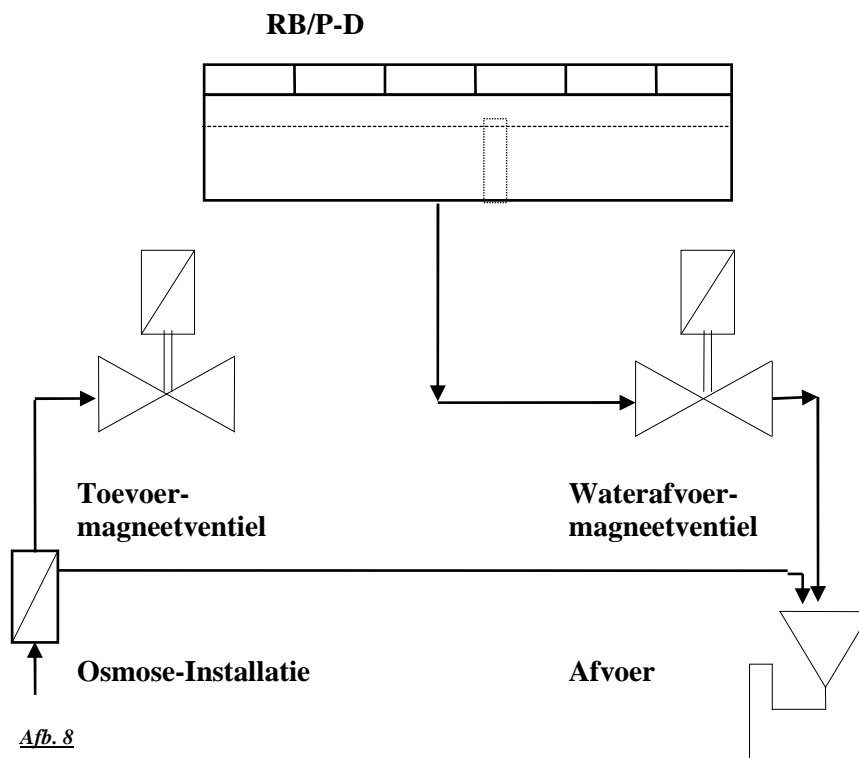 RB/P-D
Toevoer-
magneetventiel
Waterafvoer-
magneetventiel
Osmose-Installatie
Afvoer
Afb. 8